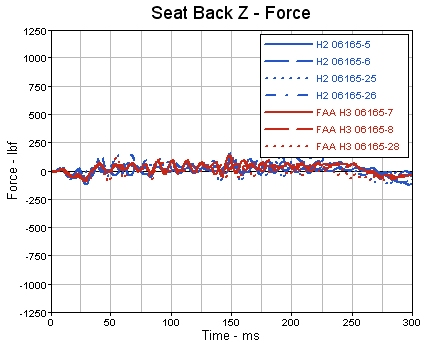 Seat Back Z - Force
1250
1000
750
500
250
0
-250
-500
-750
-1000
-1250
Force - lbf
H2 06165-5
H2 06165-6
H2 06165-25
H2 06165-26
FAA H3 06165-7
FAA H3 06165-8
FAA H3 06165-28
0 50 100 150 200 250 300
Time - ms